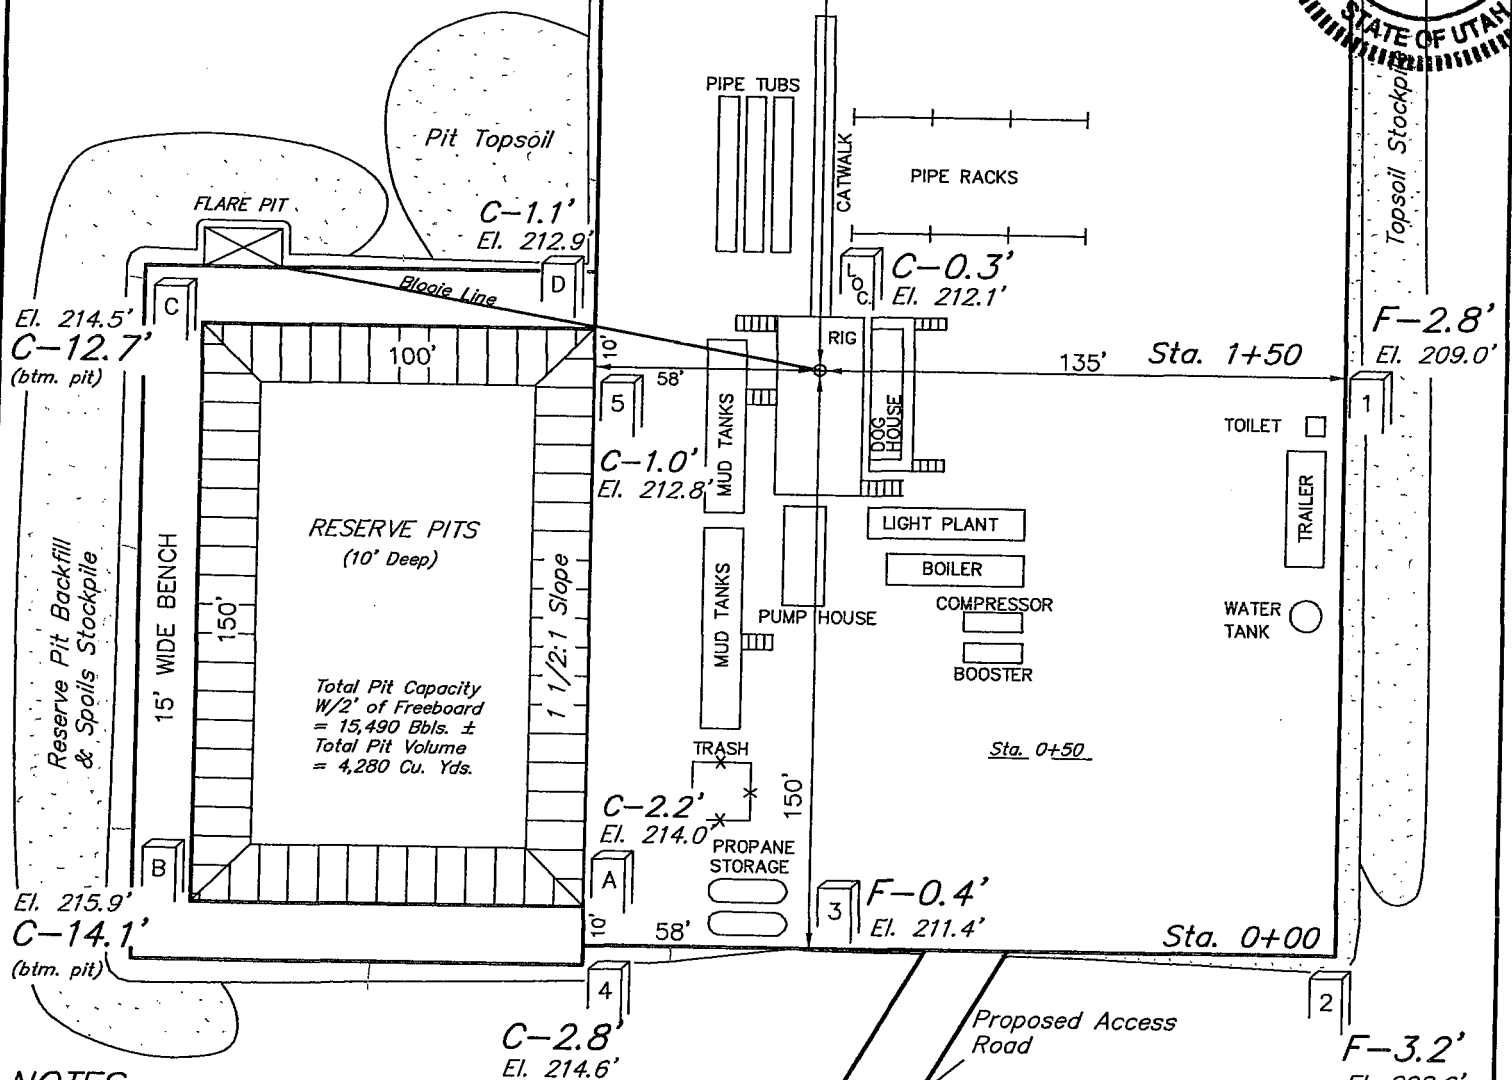 STATE OF UTAH
Topsoil
PIPE TUBS
Pit Topsoil
CATWALK
PIPE RACKS
FLARE PIT
C-1.1'
El. 212.9'
C-0.3'
El. 212.1'
LOC.
D
Blooie Line
C
El. 214.5'
C-12.7'
(btm. pit)
100'
10'
RIG
F-2.8'
El. 209.0'
58'
135'
Sta. 1+50
5
1
MUD TANKS
DOG HOUSE
TOILET
C-1.0'
El. 212.8'
TRAILER
RESERVE PITS
(10' Deep)
LIGHT PLANT
BOILER
COMPRESSOR
PUMP HOUSE
WATER
TANK
BOOSTER
MUD TANKS
1 1/2:1 Slope
150'
15' WIDE BENCH
Reserve Pit Backfill
& Spoils Stockpile
Total Pit Capacity
W/2' of Freeboard
= 15,490 Bbls. ±
Total Pit Volume
= 4,280 Cu. Yds.
TRASH
Sta. 0+50
150'
C-2.2'
El. 214.0'
PROPANE
STORAGE
B
A
El. 215.9'
C-14.1'
(btm. pit)
10'
58'
3
F-0.4'
El. 211.4'
Sta. 0+00
4
2
C-2.8'
El. 214.6'
Proposed Access
Road
F-3.2'
NOTES